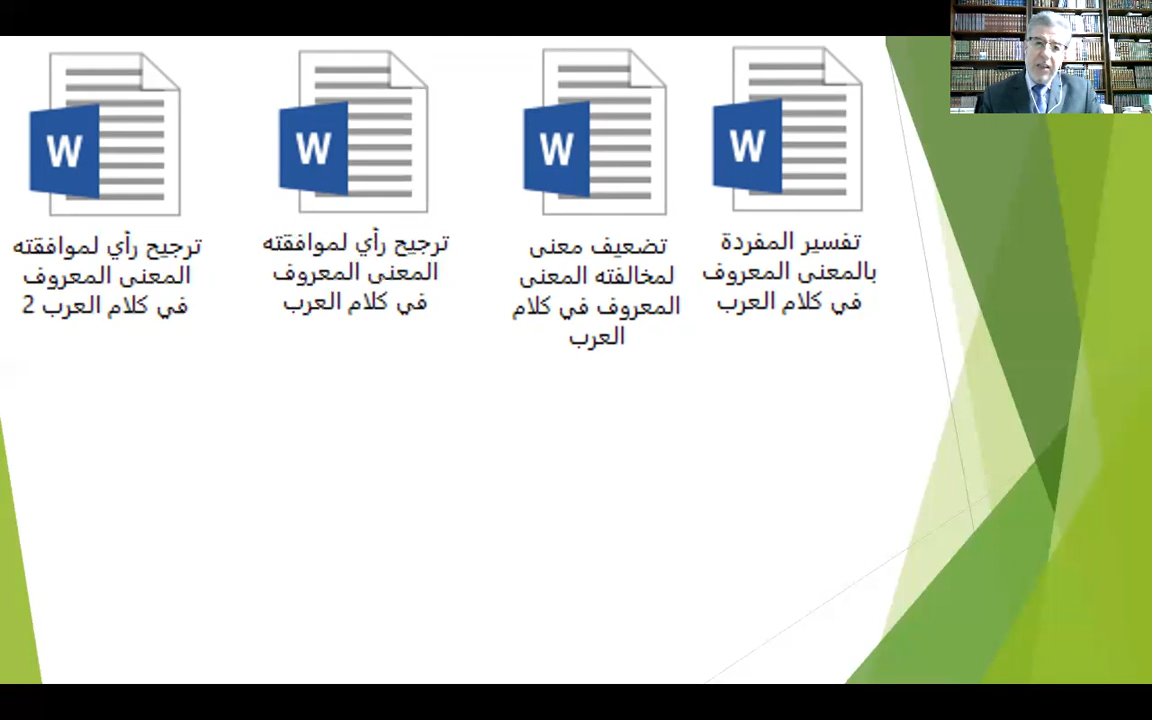 W
تفسير المفردة
بالمعنى المعروف
في كلام العرب
W
تضعيف معنى
لمخالفته المعنى
المعروف في كلام
العرب
W
ترجيح رأي لموافقته
المعنى المعروف
في كلام العرب
W
ترجيح رأي لموافقته
المعنى المعروف
في كلام العرب 2